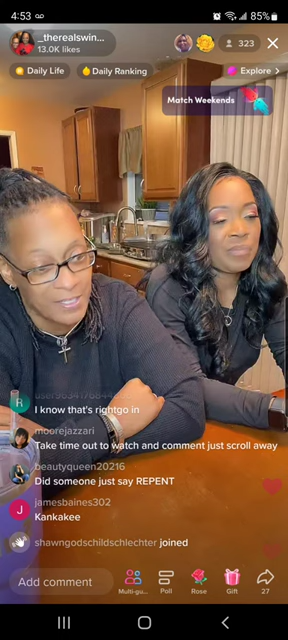 4:53
85%
_therealswin...
13.0K likes
323
Daily Life
Daily Ranking
Explore >
Match Weekends
R
I know that's rightgo in
moorejazzari
Take time out to watch and comment just scroll away
beautyqueen20216
Did someone just say REPENT
J
jamesbaines302
Kankakee
shawngodschildschlechter joined
Add comment
Multi-gu...
Poll
Rose
Gift
27